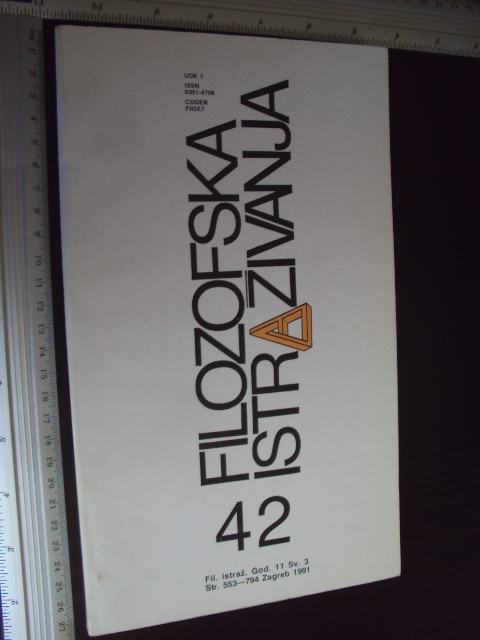 UDK 1
ISSN
0351-4706
CODEN
FIISE7
FILOZOFSKA
ISTRAŽIVANJA
42
Fil. istraž. God. 11 Sv. 3
Str. 553—794 Zagreb 1991